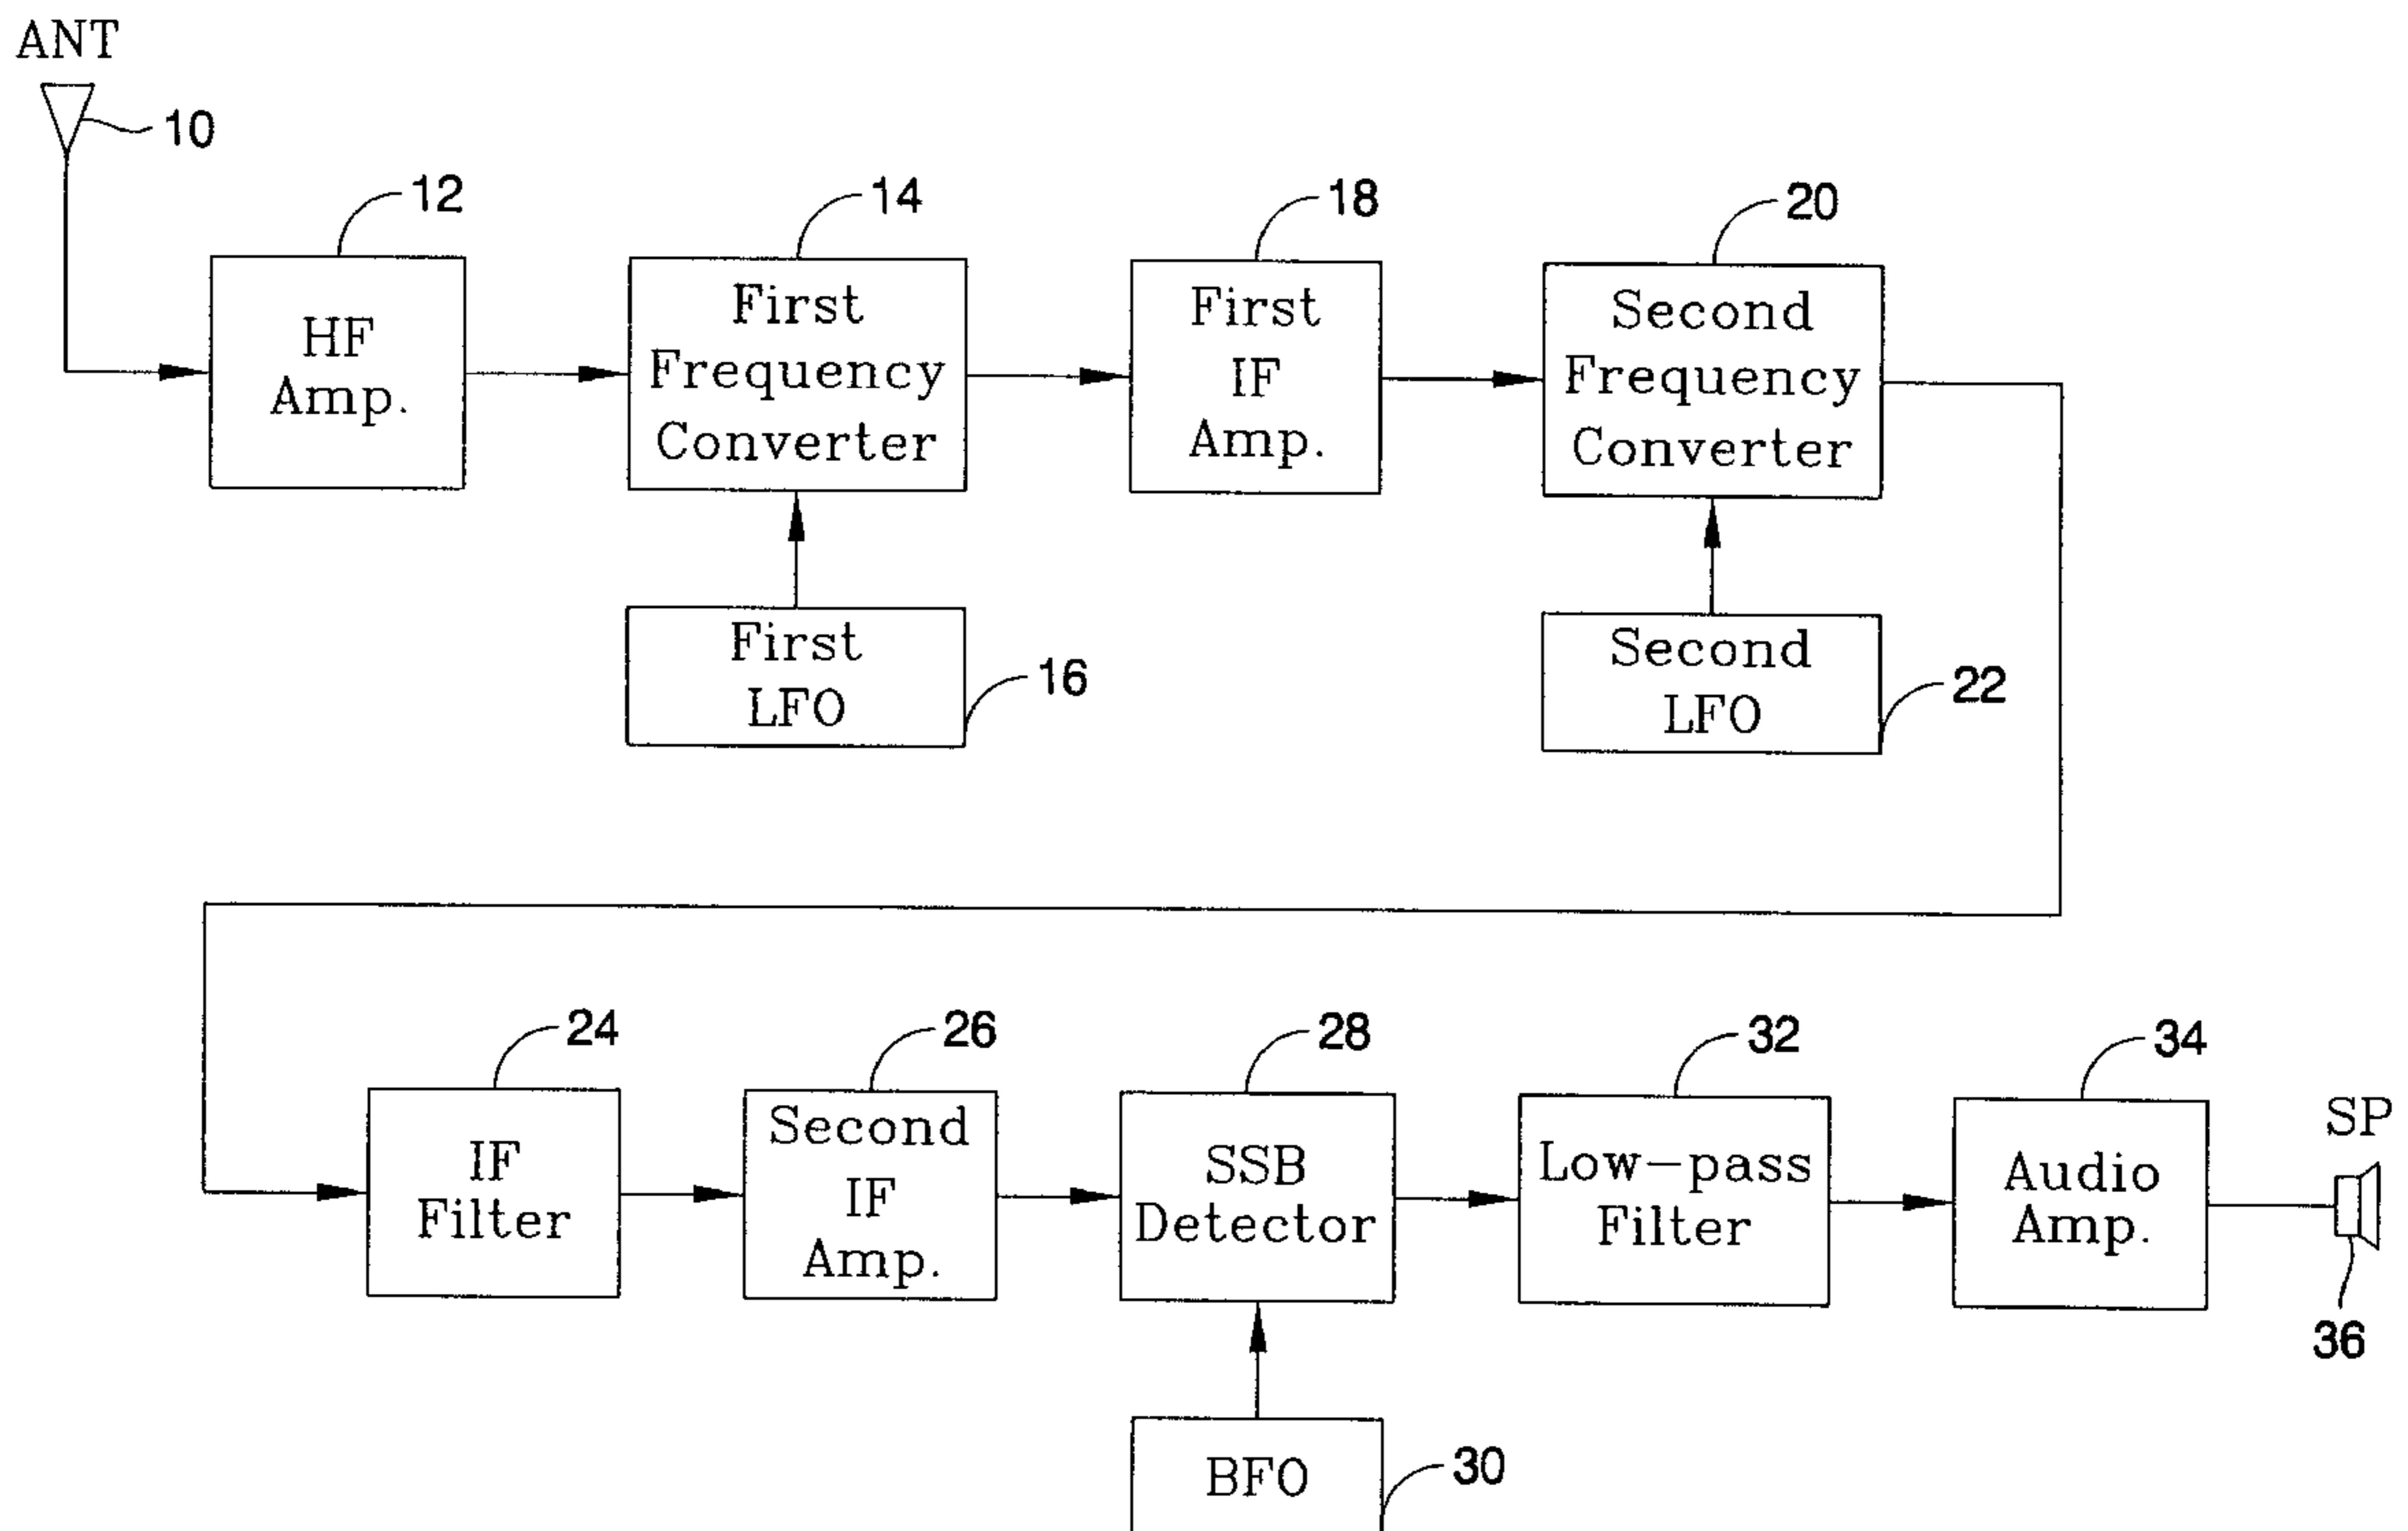 ANT
10
12
14
18
20
HF
Amp.
First
Frequency
Converter
First
IF
Amp.
Second
Frequency
Converter
First
LFO
16
Second
LFO
22
24
26
28
32
34
IF
Filter
Second
IF
Amp.
SSB
Detector
Low-pass
Filter
Audio
Amp.
SP
36
BFO
30